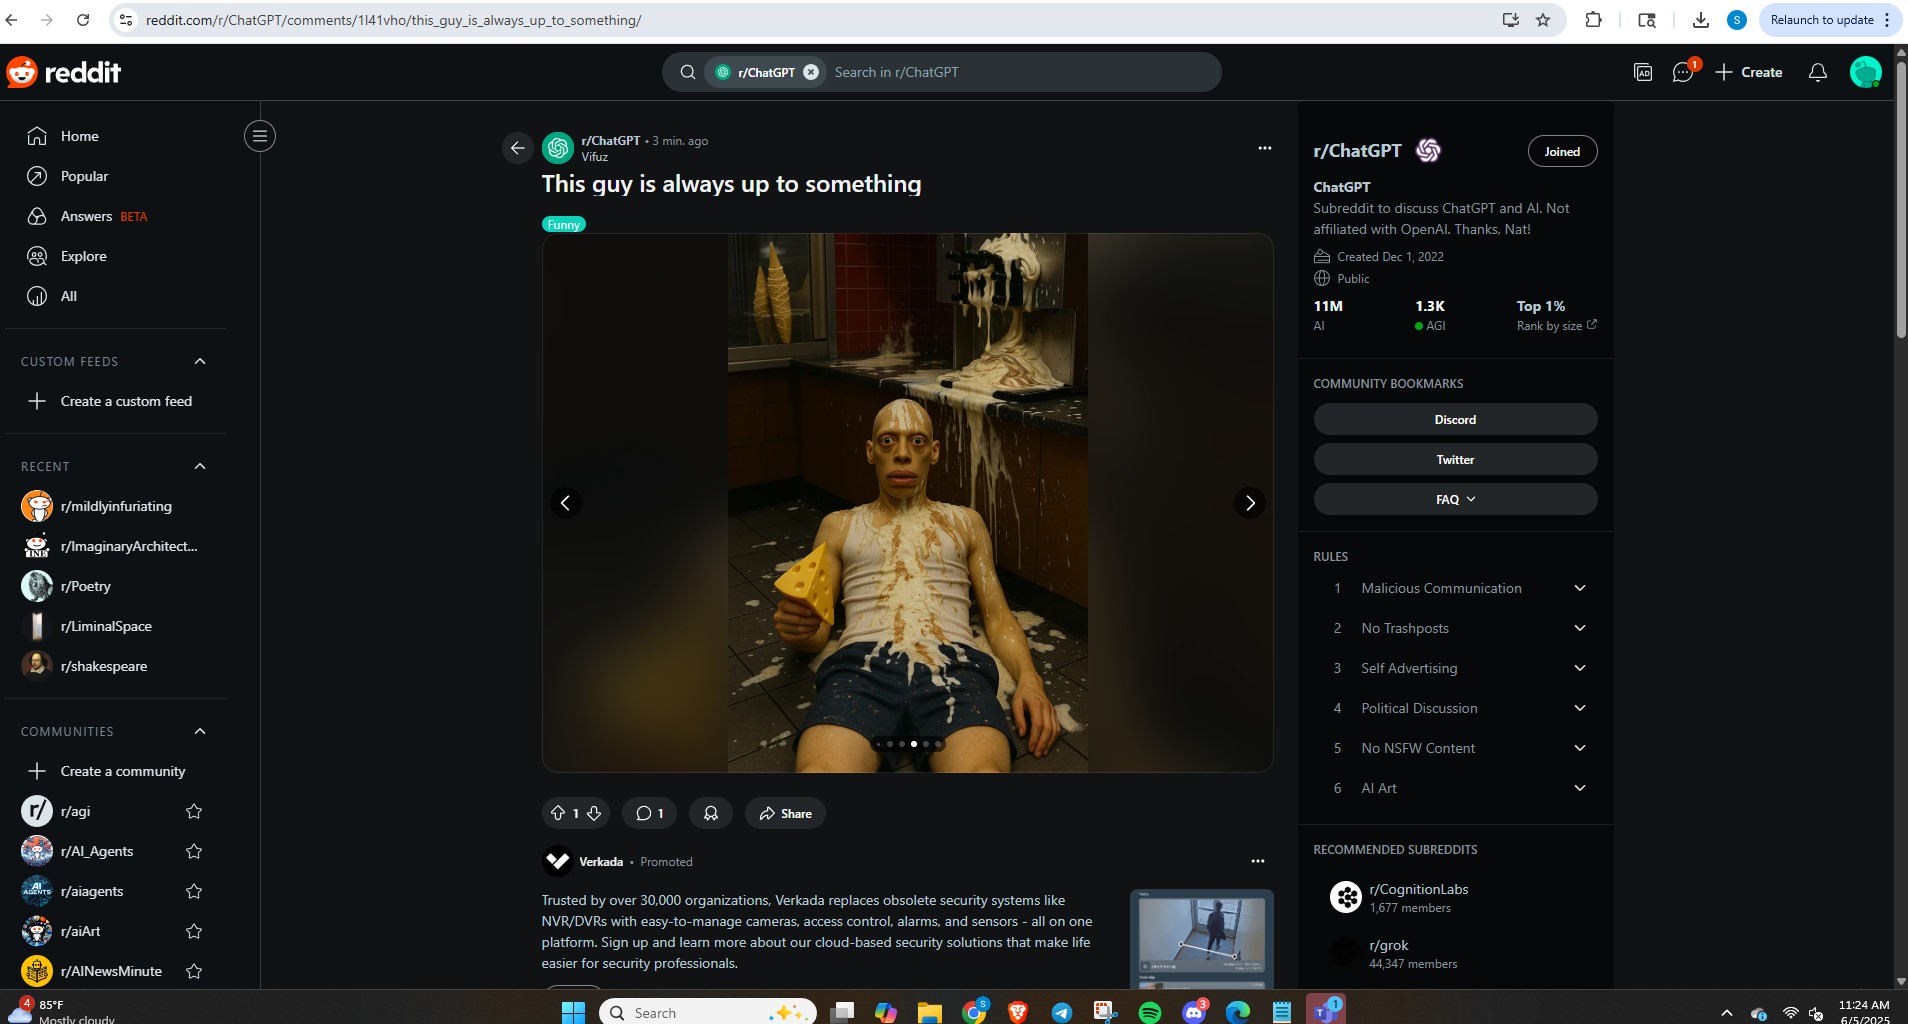 reddit.com/r/ChatGPT/comments/1l41vho/this_guy_is_always_up_to_something/
S
Relaunch to update
reddit
r/ChatGPT
Search in r/ChatGPT
AD
1
Create
Home
Popular
Answers BETA
Explore
All
CUSTOM FEEDS
Create a custom feed
RECENT
r/mildlyinfuriating
r/ImaginaryArchitect...
r/Poetry
r/LiminalSpace
r/shakespeare
COMMUNITIES
Create a community
r/agi
r/AI_Agents
r/aiagents
r/aiArt
r/AINewsMinute
r/ChatGPT • 3 min. ago
Vifuz
This guy is always up to something
Funny
1
1
Share
Verkada • Promoted
Trusted by over 30,000 organizations, Verkada replaces obsolete security systems like
NVR/DVRs with easy-to-manage cameras, access control, alarms, and sensors - all on one
platform. Sign up and learn more about our cloud-based security solutions that make life
easier for security professionals.
r/ChatGPT
Joined
ChatGPT
Subreddit to discuss ChatGPT and AI. Not
affiliated with OpenAI. Thanks, Nat!
Created Dec 1, 2022
Public
11M 1.3K Top 1%
AI AGI Rank by size
COMMUNITY BOOKMARKS
Discord
Twitter
FAQ
RULES
1 Malicious Communication
2 No Trashposts
3 Self Advertising
4 Political Discussion
5 No NSFW Content
6 AI Art
RECOMMENDED SUBREDDITS
r/CognitionLabs
1,677 members
r/grok
44,347 members
4
85°F
Mostly cloudy
Search
S
3
1
11:24 AM
6/5/2025